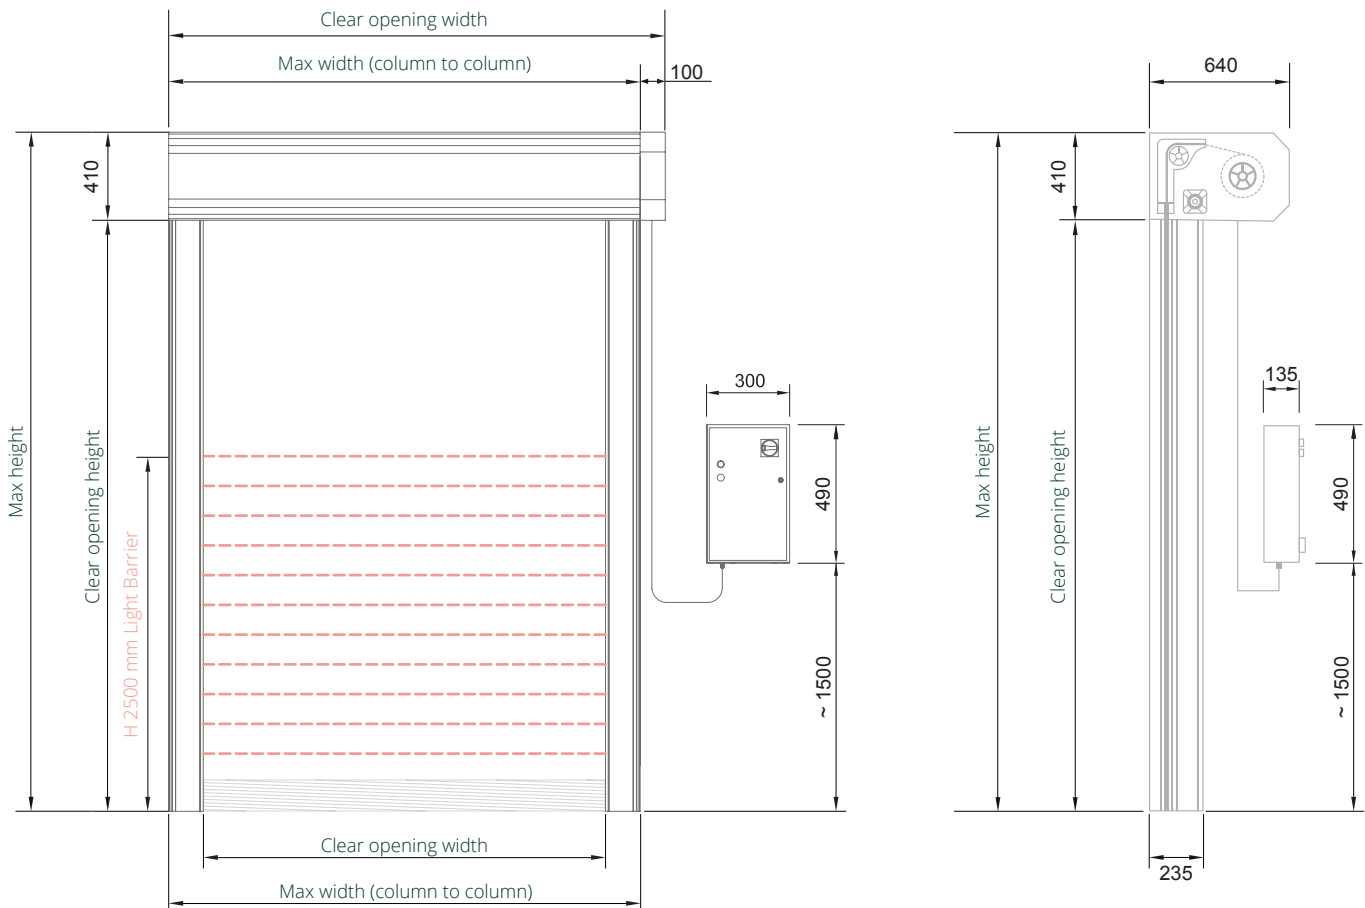 Clear opening width
Max width (column to column)
100
410
Max height
Clear opening height
H 2500 mm Light Barrier
300
490
~ 1500
Clear opening width
Max width (column to column)
640
410
Max height
Clear opening height
135
490
~ 1500
235